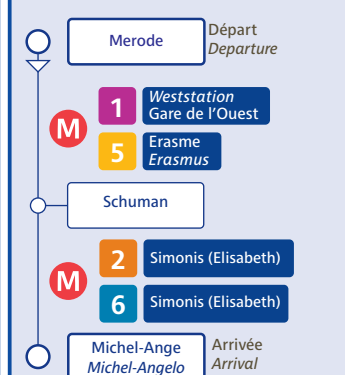 Merode
Départ
Departure
M
1
Weststation
Gare de l'Ouest
5
Erasme
Erasmus
Schuman
M
2
Simonis (Elisabeth)
6
Simonis (Elisabeth)
Michel-Ange
Michel-Angelo
Arrivée
Arrival